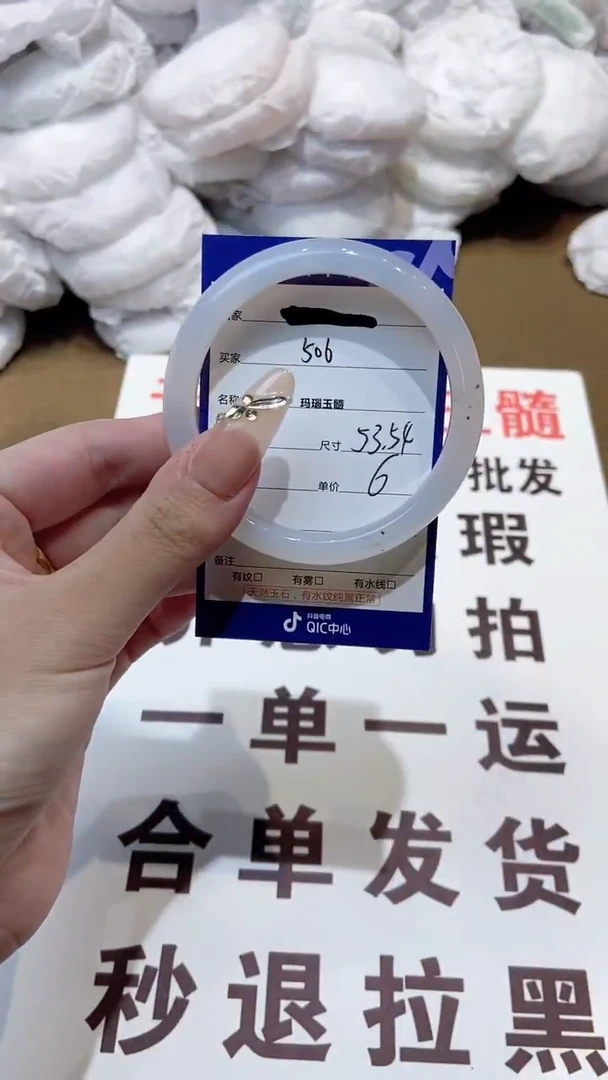 家
买家 506
名称 玛瑙玉髓
尺寸 53.54
单价 6
备注
有纹☐ 有雾☐ 有水线☐
天然玉石,有水纹纯属正常
抖音电商
QIC中心
玉髓
批发
瑕
拍
一单一运
合单发货
秒退拉黑